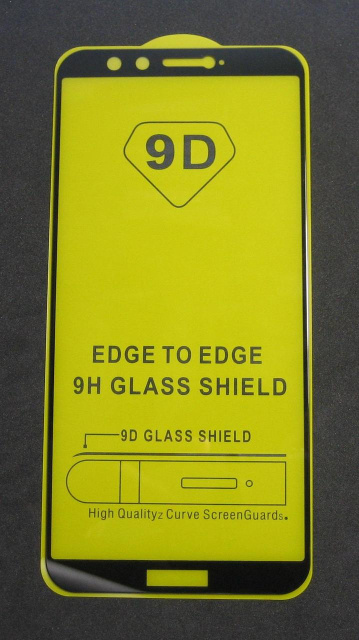 9D
EDGE TO EDGE
9H GLASS SHIELD
9D GLASS SHIELD
High Qualityz Curve ScreenGuards.